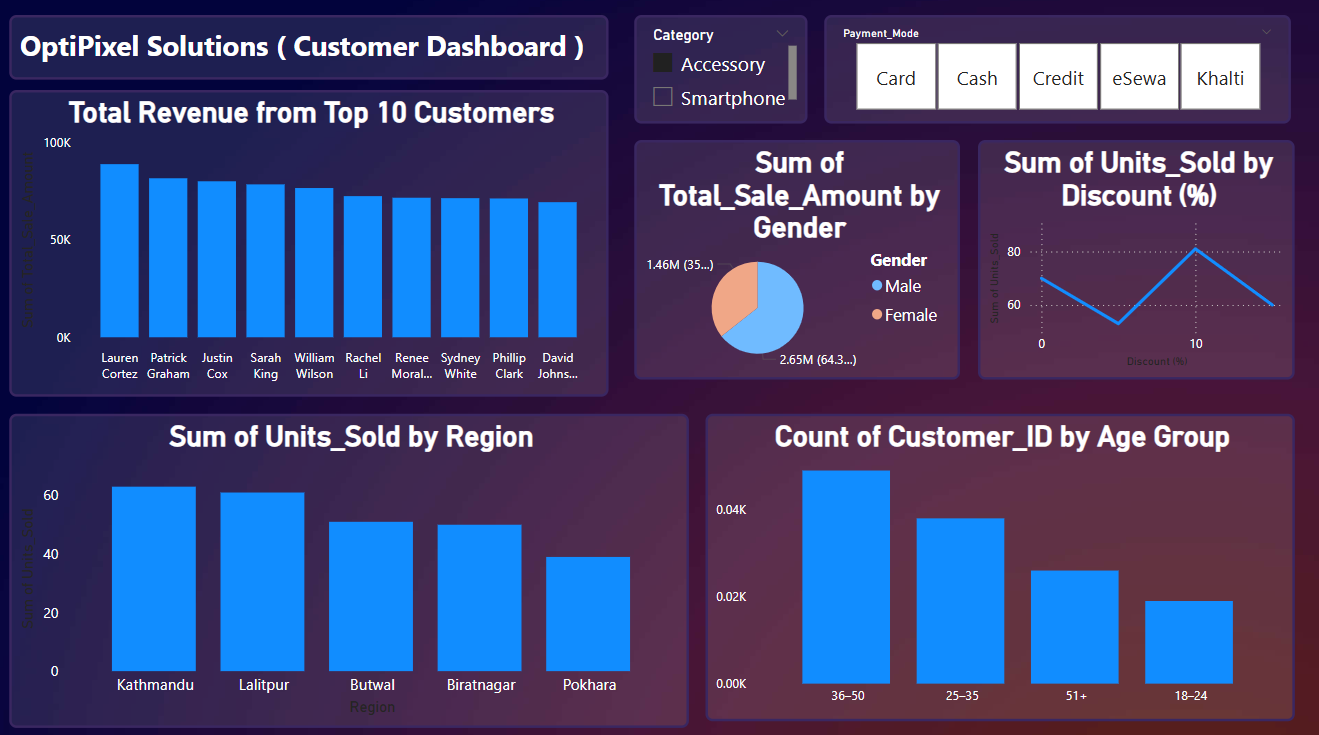 OptiPixel Solutions ( Customer Dashboard )
Category
Accessory
Smartphone
Payment_Mode
Card Cash Credit eSewa Khalti
Total Revenue from Top 10 Customers
100K
50K
0K
Lauren Patrick Justin Sarah William Rachel Renee Sydney Phillip David
Cortez Graham Cox King Wilson Li Moral... White Clark Johns...
Sum of
Total_Sale_Amount by
Gender
1.46M (35...)
2.65M (64.3...)
Gender
Male
Female
Sum of Units_Sold by
Discount (%)
Sum of Units_Sold
80
60
0 10
Discount (%)
Sum of Units_Sold by Region
Sum of Units_Sold
60
40
20
0
Kathmandu Lalitpur Butwal Biratnagar Pokhara
Region
Count of Customer_ID by Age Group
0.04K
0.02K
0.00K
36–50 25–35 51+ 18–24